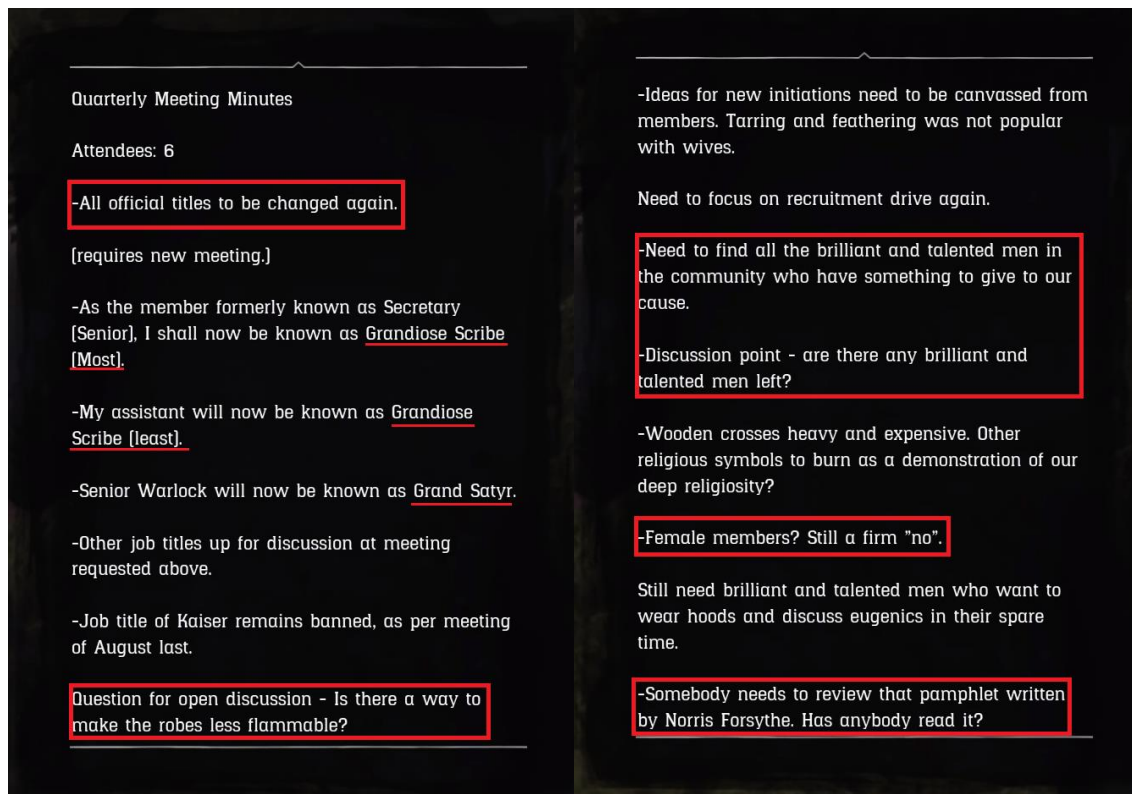 Quarterly Meeting Minutes
Attendees: 6
-All official titles to be changed again.
(requires new meeting.)
-As the member formerly known as Secretary
(Senior), I shall now be known as Grandiose Scribe
(Most).
-My assistant will now be known as Grandiose
Scribe (least).
-Senior Warlock will now be known as Grand Satyr.
-Other job titles up for discussion at meeting
requested above.
-Job title of Kaiser remains banned, as per meeting
of August last.
Question for open discussion - Is there a way to
make the robes less flammable?
-Ideas for new initiations need to be canvassed from
members. Tarring and feathering was not popular
with wives.
Need to focus on recruitment drive again.
-Need to find all the brilliant and talented men in
the community who have something to give to our
cause.
-Discussion point - are there any brilliant and
talented men left?
-Wooden crosses heavy and expensive. Other
religious symbols to burn as a demonstration of our
deep religiosity?
-Female members? Still a firm "no".
Still need brilliant and talented men who want to
wear hoods and discuss eugenics in their spare
time.
-Somebody needs to review that pamphlet written
by Norris Forsythe. Has anybody read it?